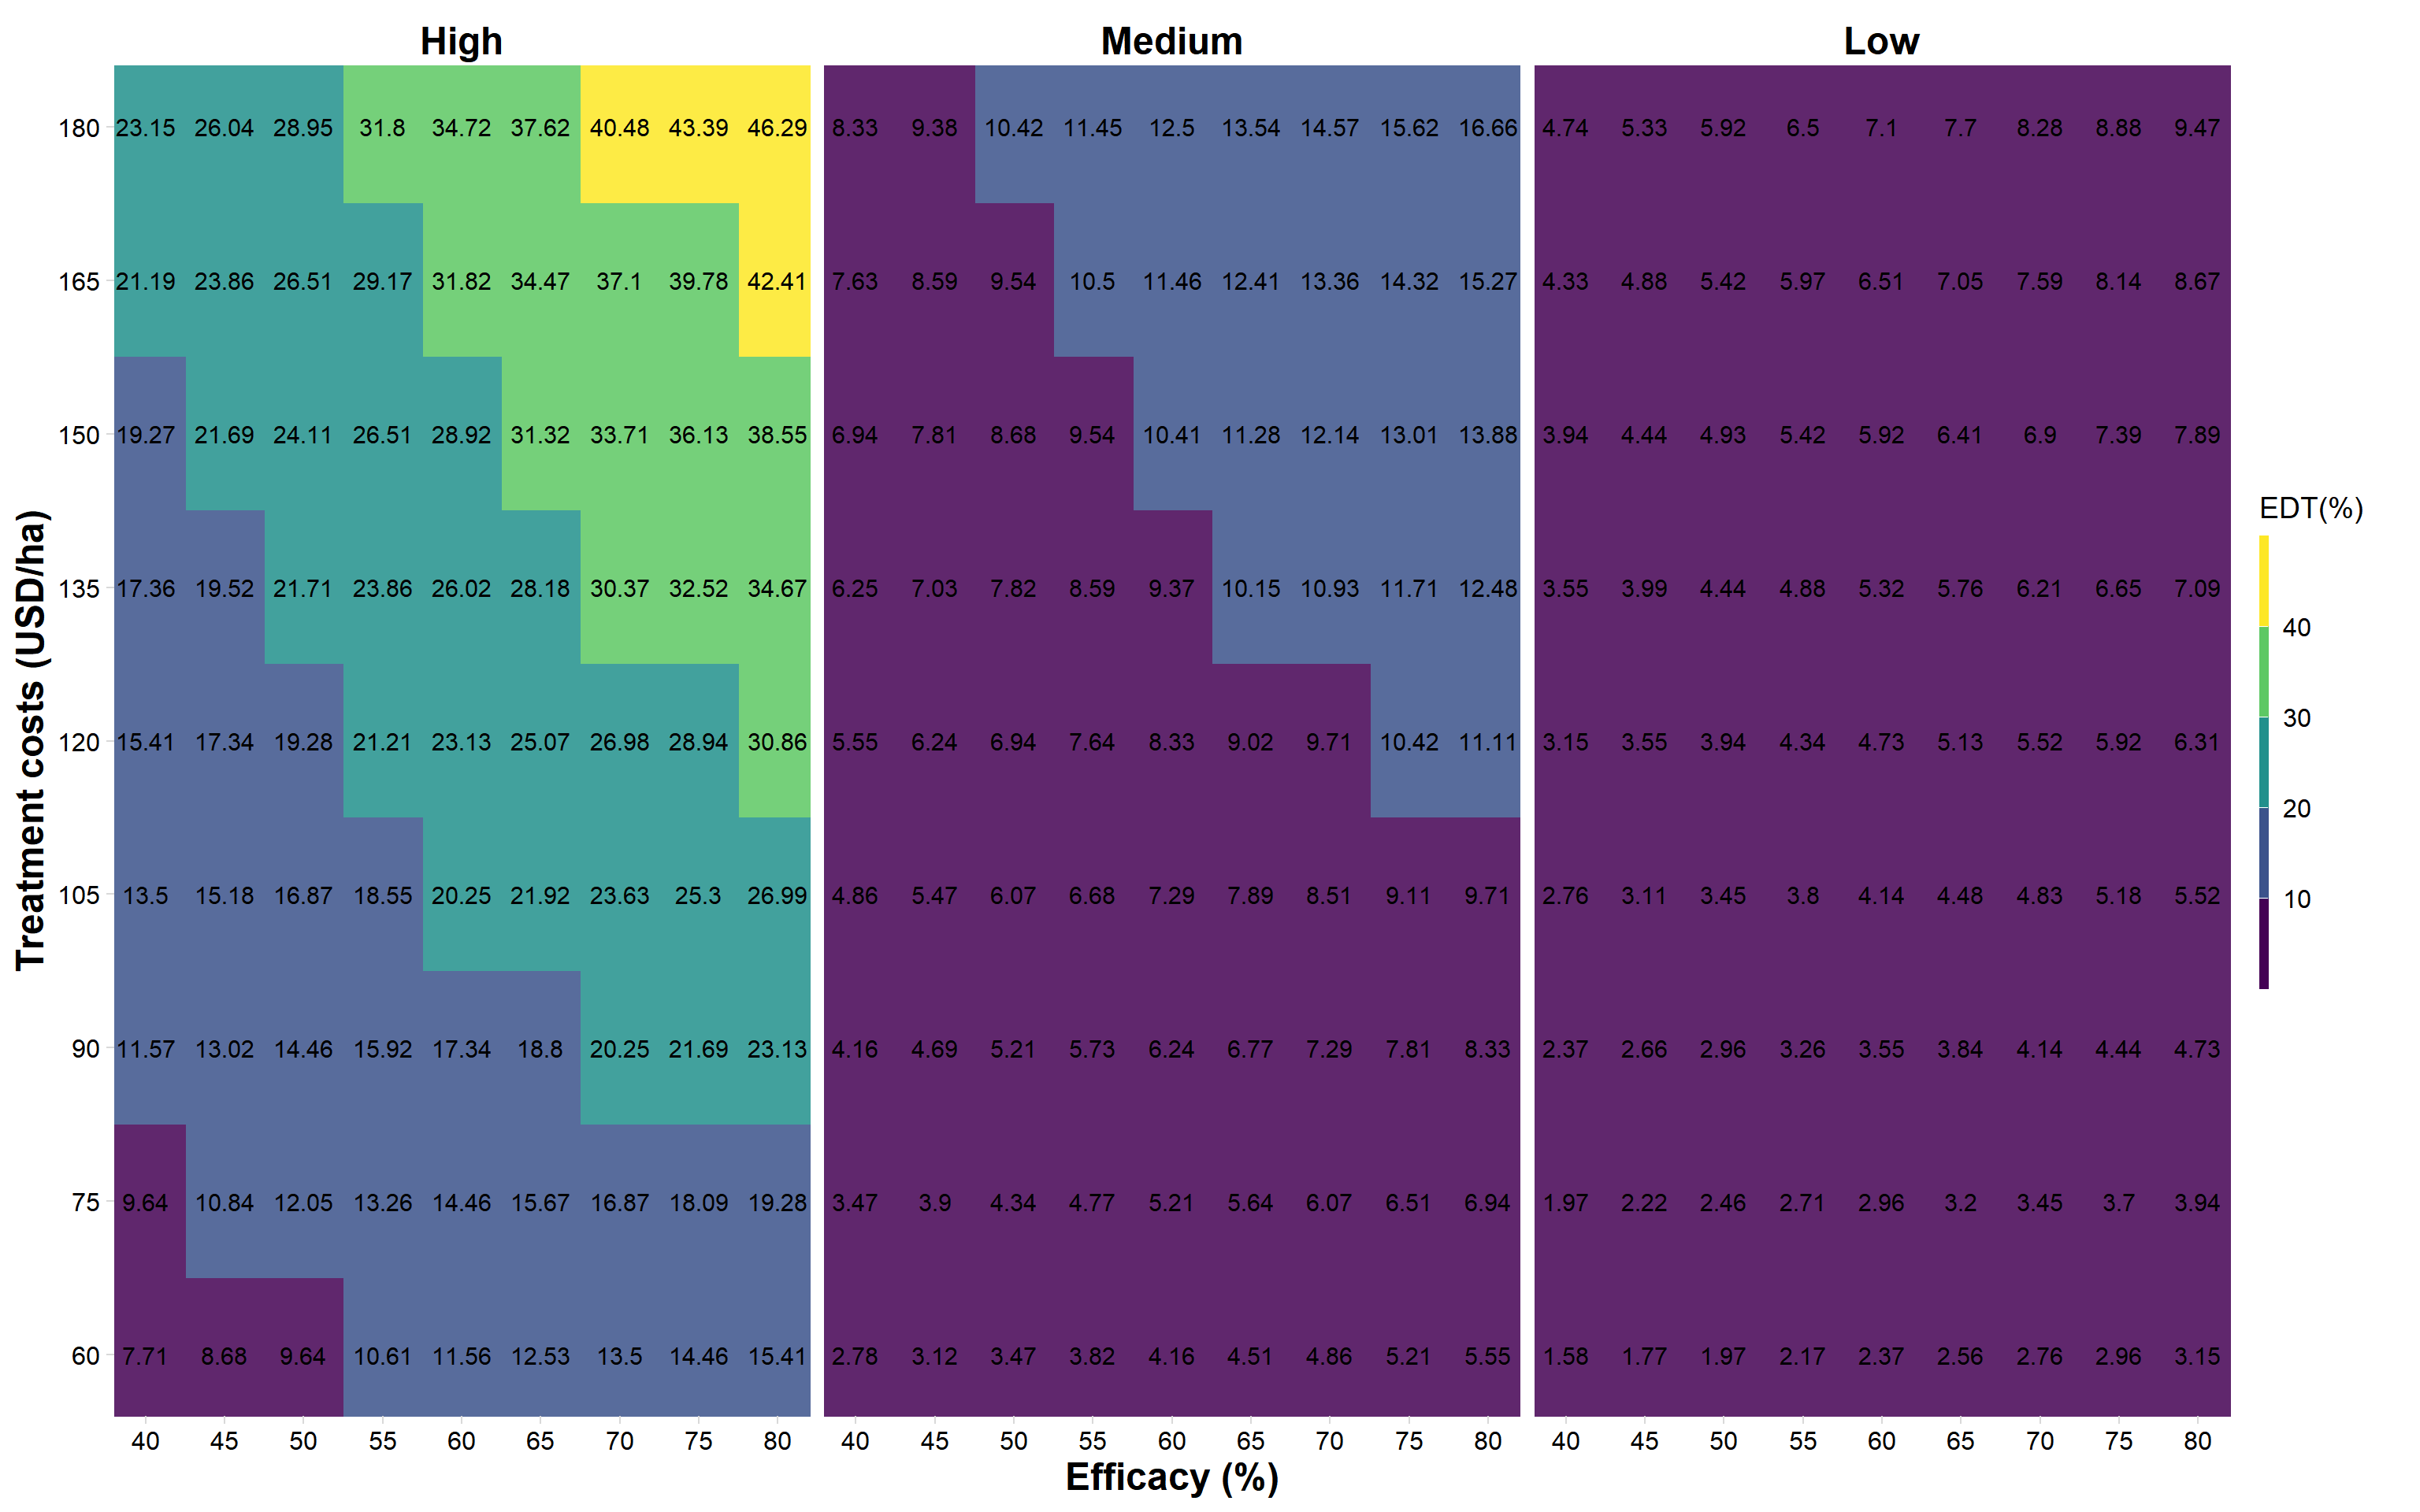 High Medium Low
180 23.15 26.04 28.95 31.8 34.72 37.62 40.48 43.39 46.29 8.33 9.38 10.42 11.45 12.5 13.54 14.57 15.62 16.66 4.74 5.33 5.92 6.5 7.1 7.7 8.28 8.88 9.47
165 21.19 23.86 26.51 29.17 31.82 34.47 37.1 39.78 42.41 7.63 8.59 9.54 10.5 11.46 12.41 13.36 14.32 15.27 4.33 4.88 5.42 5.97 6.51 7.05 7.59 8.14 8.67
150 19.27 21.69 24.11 26.51 28.92 31.32 33.71 36.13 38.55 6.94 7.81 8.68 9.54 10.41 11.28 12.14 13.01 13.88 3.94 4.44 4.93 5.42 5.92 6.41 6.9 7.39 7.89
135 17.36 19.52 21.71 23.86 26.02 28.18 30.37 32.52 34.67 6.25 7.03 7.82 8.59 9.37 10.15 10.93 11.71 12.48 3.55 3.99 4.44 4.88 5.32 5.76 6.21 6.65 7.09
120 15.41 17.34 19.28 21.21 23.13 25.07 26.98 28.94 30.86 5.55 6.24 6.94 7.64 8.33 9.02 9.71 10.42 11.11 3.15 3.55 3.94 4.34 4.73 5.13 5.52 5.92 6.31
105 13.5 15.18 16.87 18.55 20.25 21.92 23.63 25.3 26.99 4.86 5.47 6.07 6.68 7.29 7.89 8.51 9.11 9.71 2.76 3.11 3.45 3.8 4.14 4.48 4.83 5.18 5.52
90 11.57 13.02 14.46 15.92 17.34 18.8 20.25 21.69 23.13 4.16 4.69 5.21 5.73 6.24 6.77 7.29 7.81 8.33 2.37 2.66 2.96 3.26 3.55 3.84 4.14 4.44 4.73
75 9.64 10.84 12.05 13.26 14.46 15.67 16.87 18.09 19.28 3.47 3.9 4.34 4.77 5.21 5.64 6.07 6.51 6.94 1.97 2.22 2.46 2.71 2.96 3.2 3.45 3.7 3.94
60 7.71 8.68 9.64 10.61 11.56 12.53 13.5 14.46 15.41 2.78 3.12 3.47 3.82 4.16 4.51 4.86 5.21 5.55 1.58 1.77 1.97 2.17 2.37 2.56 2.76 2.96 3.15
40 45 50 55 60 65 70 75 80 40 45 50 55 60 65 70 75 80 40 45 50 55 60 65 70 75 80
Efficacy (%)
Treatment costs (USD/ha)
EDT(%)
40
30
20
10